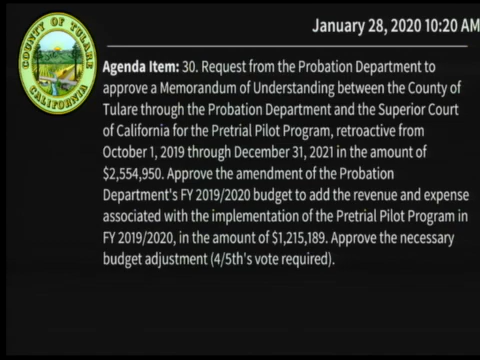 January 28, 2020 10:20 AM
COUNTY OF TULARE
CALIFORNIA
Agenda Item: 30. Request from the Probation Department to
approve a Memorandum of Understanding between the County of
Tulare through the Probation Department and the Superior Court
of California for the Pretrial Pilot Program, retroactive from
October 1, 2019 through December 31, 2021 in the amount of
$2,554,950. Approve the amendment of the Probation
Department's FY 2019/2020 budget to add the revenue and expense
associated with the implementation of the Pretrial Pilot Program in
FY 2019/2020, in the amount of $1,215,189. Approve the necessary
budget adjustment (4/5th's vote required).